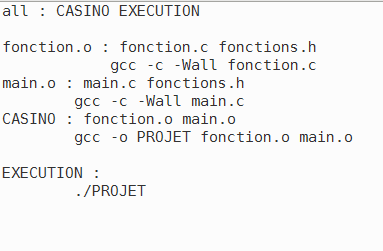 all : CASINO EXECUTION

fonction.o : fonction.c fonctions.h
            gcc -c -Wall fonction.c
main.o : main.c fonctions.h
        gcc -c -Wall main.c
CASINO : fonction.o main.o
        gcc -o PROJET fonction.o main.o

EXECUTION :
        ./PROJET